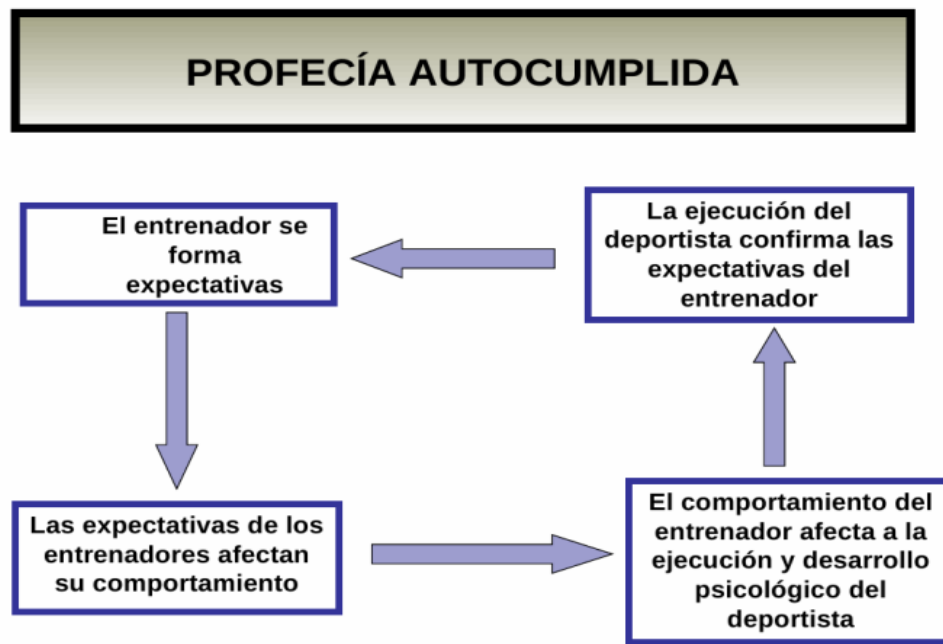 PROFECÍA AUTOCUMPLIDA
El entrenador se
forma
expectativas
La ejecución del
deportista confirma las
expectativas del
entrenador
Las expectativas de los
entrenadores afectan
su comportamiento
El comportamiento del
entrenador afecta a la
ejecución y desarrollo
psicológico del
deportista